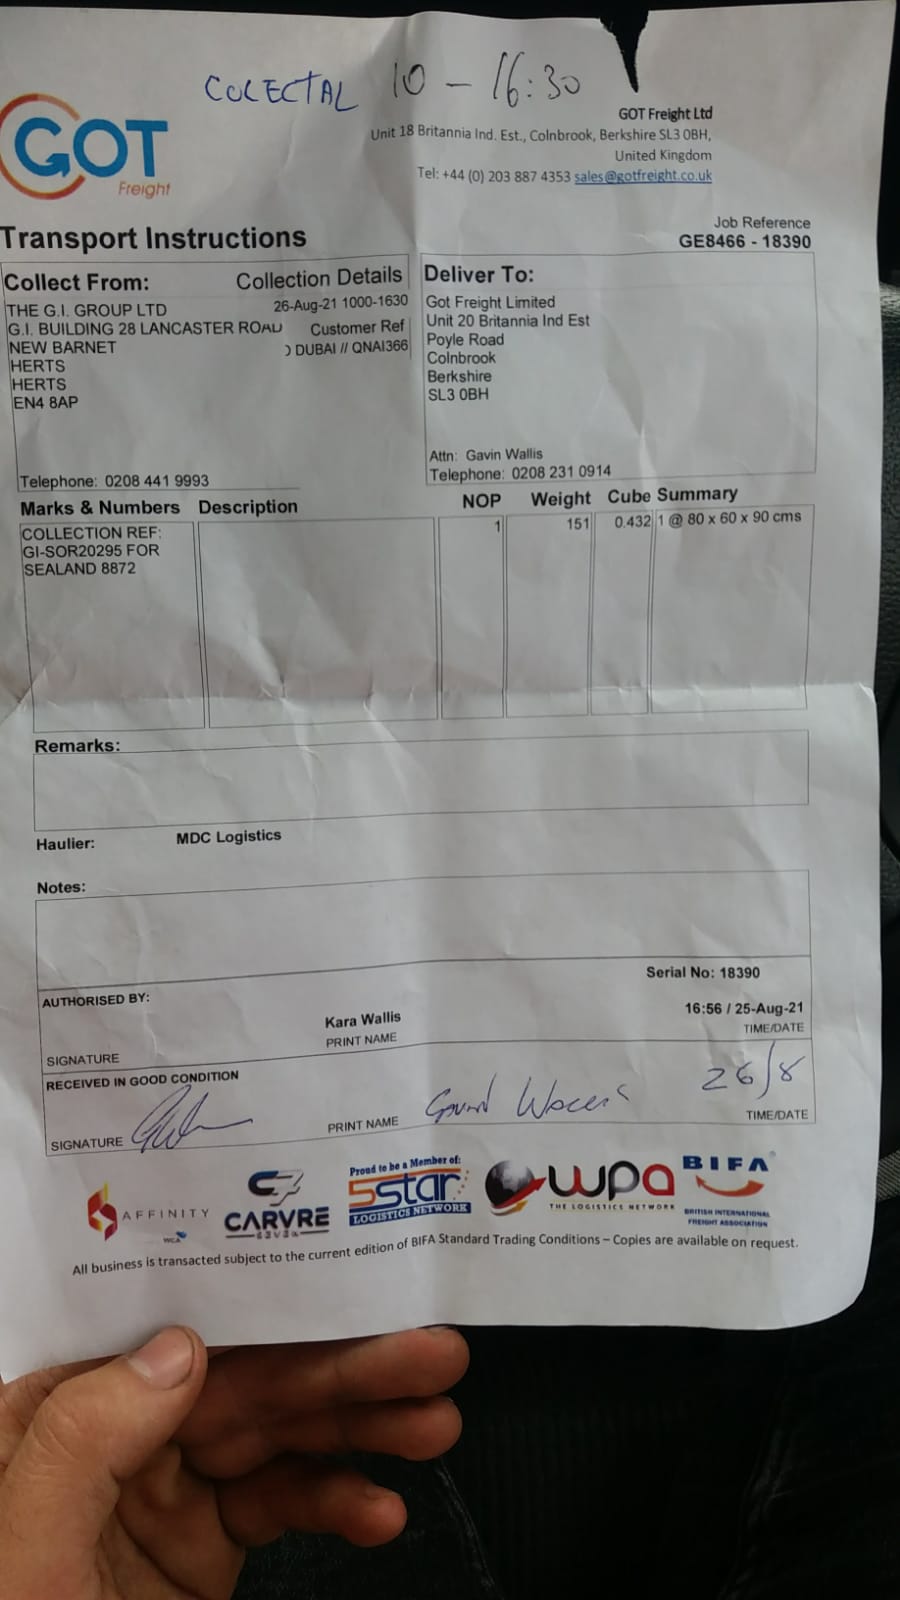 COLECTAL 10 - 16:30
GOT
Freight
GOT Freight Ltd
Unit 18 Britannia Ind. Est., Colnbrook, Berkshire SL3 0BH,
United Kingdom
Tel: +44 (0) 203 887 4353 sales@gotfreight.co.uk
Transport Instructions
Job Reference
GE8466 - 18390
Collect From: Collection Details
THE G.I. GROUP LTD 26-Aug-21 1000-1630
G.I. BUILDING 28 LANCASTER ROAD Customer Ref
NEW BARNET ) DUBAI // QNAI366
HERTS
HERTS
EN4 8AP
Telephone: 0208 441 9993
Deliver To:
Got Freight Limited
Unit 20 Britannia Ind Est
Poyle Road
Colnbrook
Berkshire
SL3 0BH
Attn: Gavin Wallis
Telephone: 0208 231 0914
Marks & Numbers Description NOP Weight Cube Summary
COLLECTION REF: 1 151 0.432 1 @ 80 x 60 x 90 cms
GI-SOR20295 FOR
SEALAND 8872
Remarks:
Haulier: MDC Logistics
Notes:
Serial No: 18390
AUTHORISED BY:
Kara Wallis 16:56 / 25-Aug-21
SIGNATURE PRINT NAME TIME/DATE
RECEIVED IN GOOD CONDITION
26/8
SIGNATURE PRINT NAME TIME/DATE
AFFINITY
WCA
CARVRE
SEVEN
Proud to be a Member of:
5star
LOGISTICS NETWORK
wpa
THE LOGISTICS NETWORK
BIFA
BRITISH INTERNATIONAL
FREIGHT ASSOCIATION
All business is transacted subject to the current edition of BIFA Standard Trading Conditions – Copies are available on request.